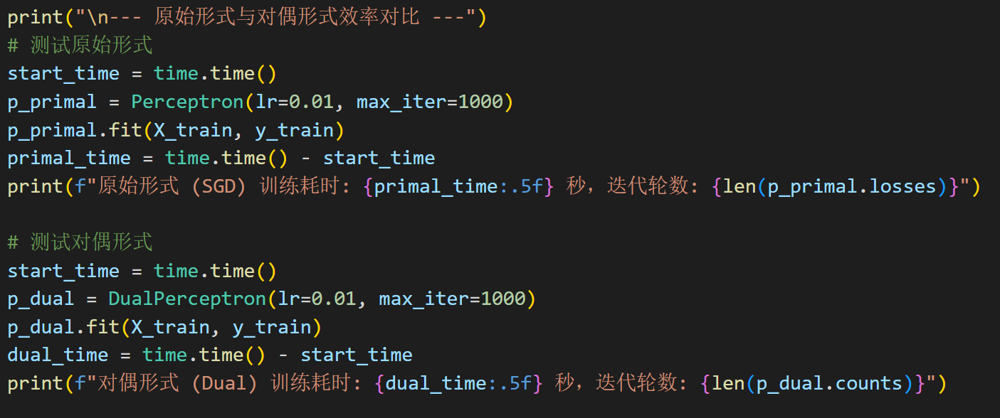 print("\n--- 原始形式与对偶形式效率对比 ---")
# 测试原始形式
start_time = time.time()
p_primal = Perceptron(lr=0.01, max_iter=1000)
p_primal.fit(X_train, y_train)
primal_time = time.time() - start_time
print(f"原始形式 (SGD) 训练耗时: {primal_time:.5f} 秒，迭代轮数: {len(p_primal.losses)}")
# 测试对偶形式
start_time = time.time()
p_dual = DualPerceptron(lr=0.01, max_iter=1000)
p_dual.fit(X_train, y_train)
dual_time = time.time() - start_time
print(f"对偶形式 (Dual) 训练耗时: {dual_time:.5f} 秒，迭代轮数: {len(p_dual.counts)}")